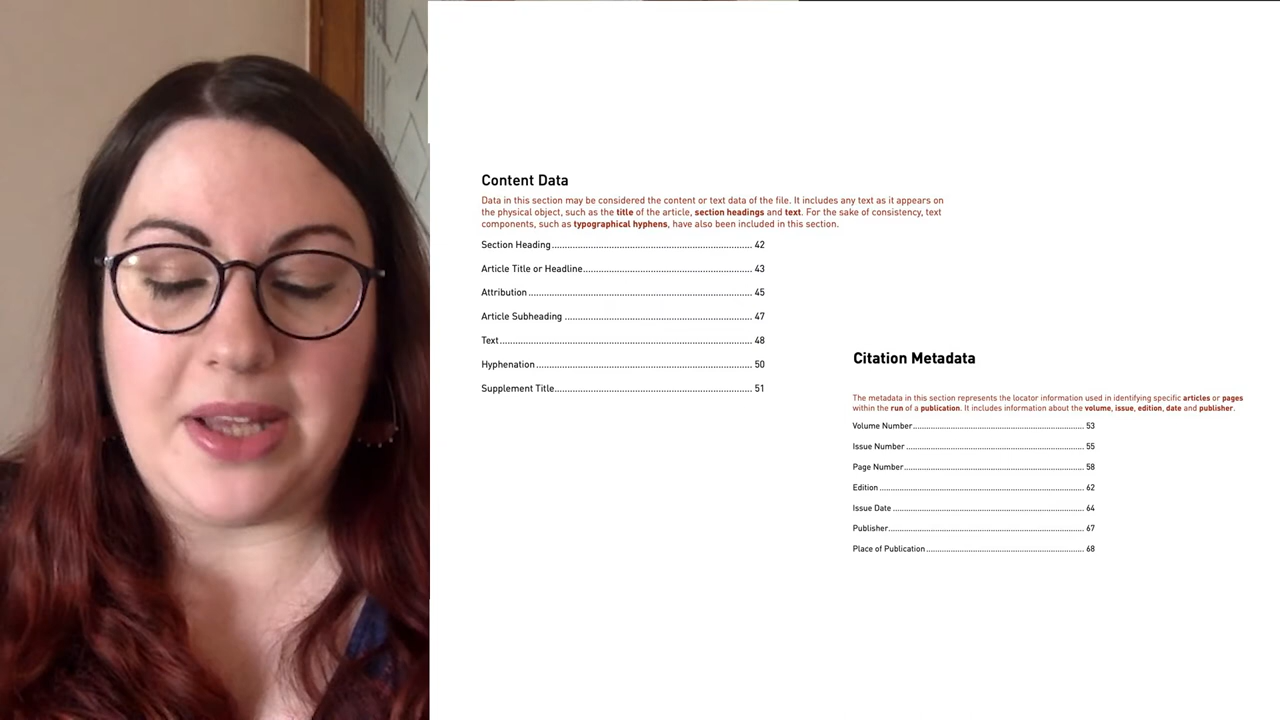 Content Data
Data in this section may be considered the content or text data of the file. It includes any text as it appears on
the physical object, such as the title of the article, section headings and text. For the sake of consistency, text
components, such as typographical hyphens, have also been included in this section.
Section Heading.......................................................................... 42
Article Title or Headline.............................................................. 43
Attribution .................................................................................. 45
Article Subheading ..................................................................... 47
Text............................................................................................. 48
Hyphenation ............................................................................... 50
Supplement Title......................................................................... 51
Citation Metadata
The metadata in this section represents the locator information used in identifying specific articles or pages
within the run of a publication. It includes information about the volume, issue, edition, date and publisher.
Volume Number.......................................................................... 53
Issue Number ............................................................................. 55
Page Number.............................................................................. 58
Edition ........................................................................................ 62
Issue Date ................................................................................... 64
Publisher..................................................................................... 67
Place of Publication .................................................................... 68